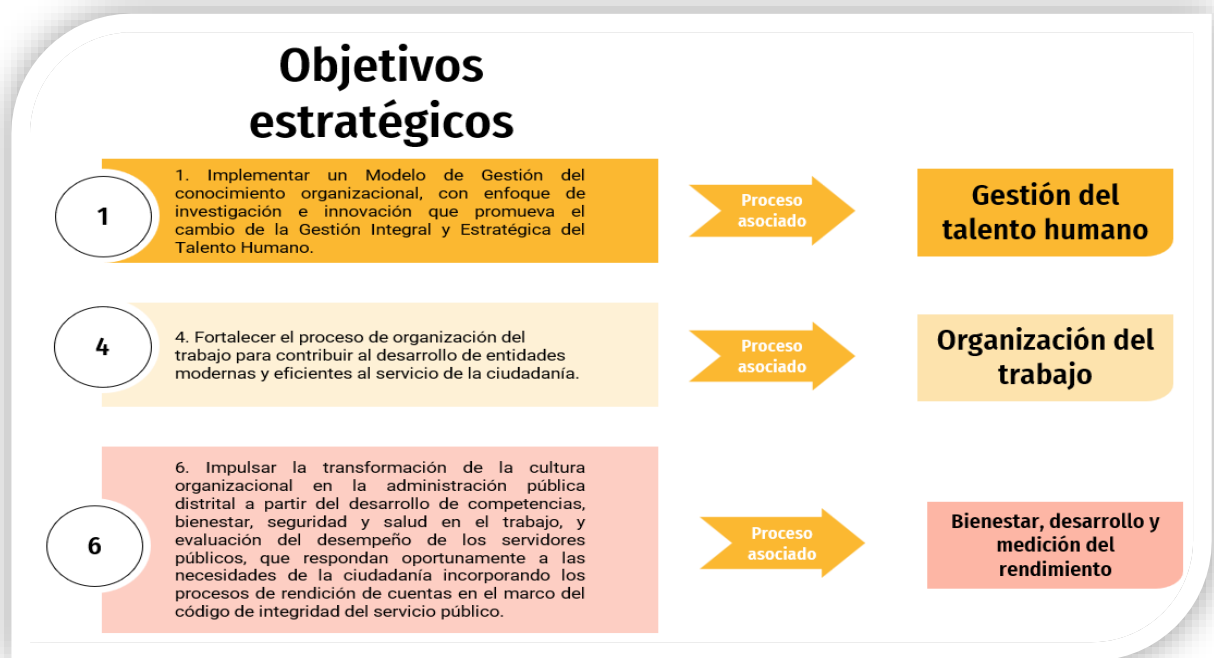 Objetivos
estratégicos
1
1. Implementar un Modelo de Gestión del
conocimiento organizacional, con enfoque de
investigación e innovación que promueva el
cambio de la Gestión Integral y Estratégica del
Talento Humano.
Proceso
asociado
Gestión del
talento humano
4
4. Fortalecer el proceso de organización del
trabajo para contribuir al desarrollo de entidades
modernas y eficientes al servicio de la ciudadanía.
Proceso
asociado
Organización del
trabajo
6
6. Impulsar la transformación de la cultura
organizacional en la administración pública
distrital a partir del desarrollo de competencias,
bienestar, seguridad y salud en el trabajo, y
evaluación del desempeño de los servidores
públicos, que respondan oportunamente a las
necesidades de la ciudadanía incorporando los
procesos de rendición de cuentas en el marco del
código de integridad del servicio público.
Proceso
asociado
Bienestar, desarrollo y
medición del
rendimiento